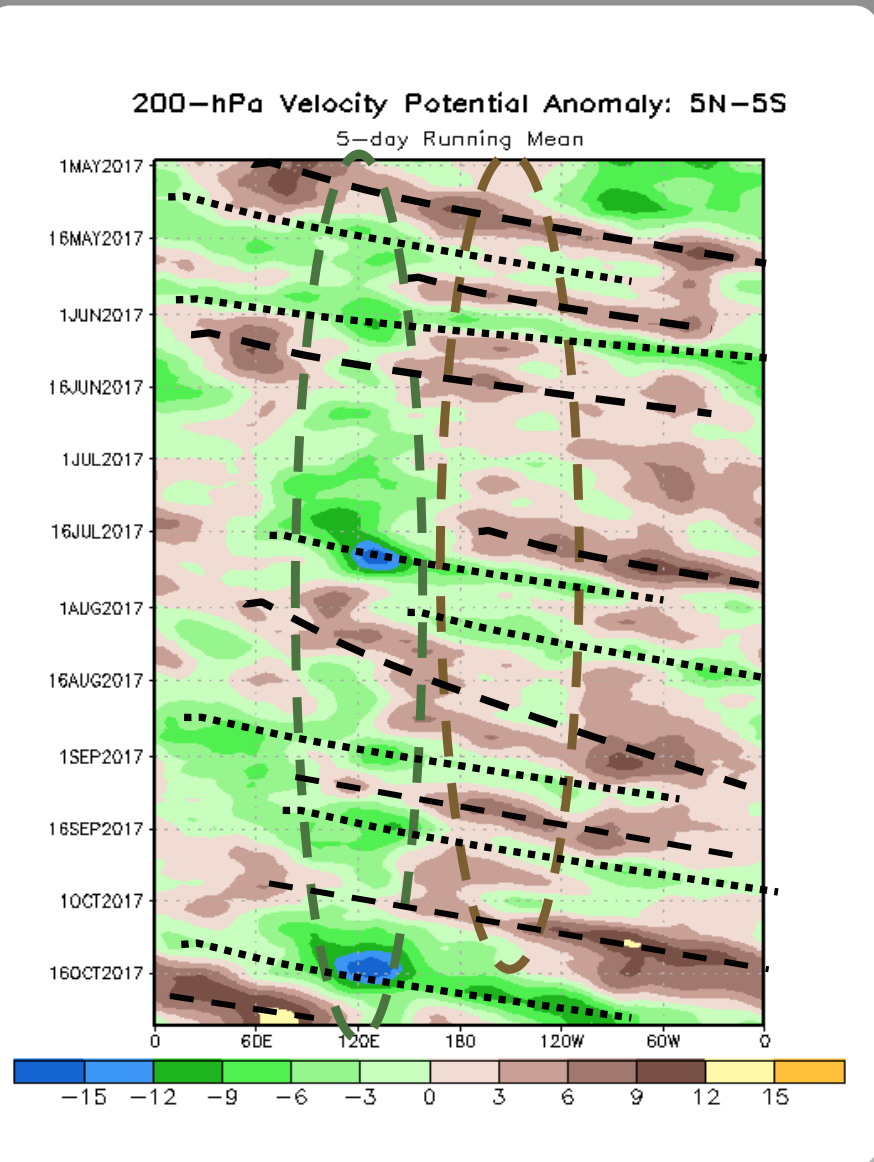 200-hPa Velocity Potential Anomaly: 5N-5S
5-day Running Mean
1MAY2017
16MAY2017
1JUN2017
16JUN2017
1JUL2017
16JUL2017
1AUG2017
16AUG2017
1SEP2017
16SEP2017
1OCT2017
16OCT2017
0 60E 120E 180 120W 60W 0
-15 -12 -9 -6 -3 0 3 6 9 12 15